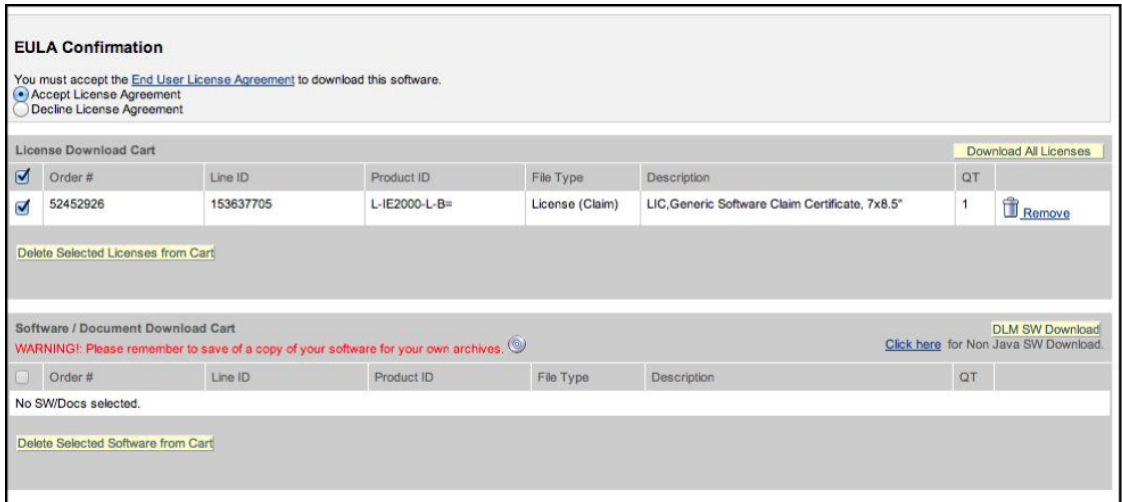 EULA Confirmation
You must accept the End User License Agreement to download this software.
Accept License Agreement
Decline License Agreement
License Download Cart
Download All Licenses
Order # Line ID Product ID File Type Description QT
52452926 153637705 L-IE2000-L-B= License (Claim) LIC,Generic Software Claim Certificate, 7x8.5" 1 Remove
Delete Selected Licenses from Cart
Software / Document Download Cart
DLM SW Download
WARNING!: Please remember to save of a copy of your software for your own archives.
Click here for Non Java SW Download.
Order # Line ID Product ID File Type Description QT
No SW/Docs selected.
Delete Selected Software from Cart